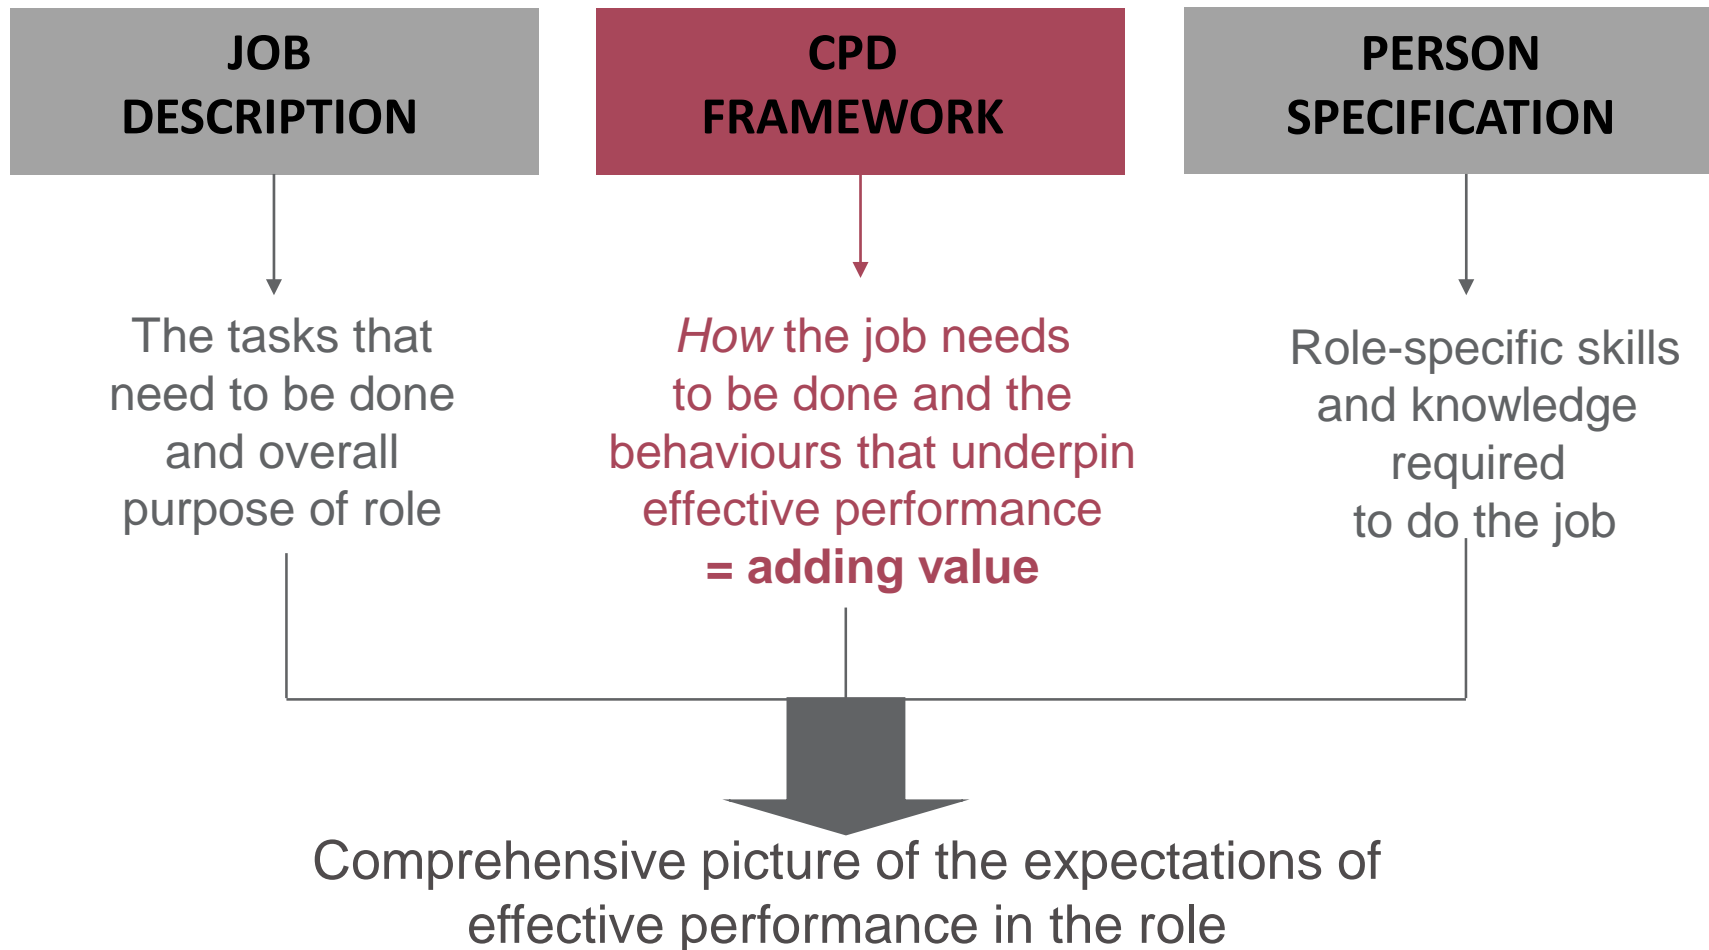 JOB
DESCRIPTION
CPD
FRAMEWORK
PERSON
SPECIFICATION
The tasks that
need to be done
and overall
purpose of role
How the job needs
to be done and the
behaviours that underpin
effective performance
= adding value
Role-specific skills
and knowledge
required
to do the job
Comprehensive picture of the expectations of
effective performance in the role